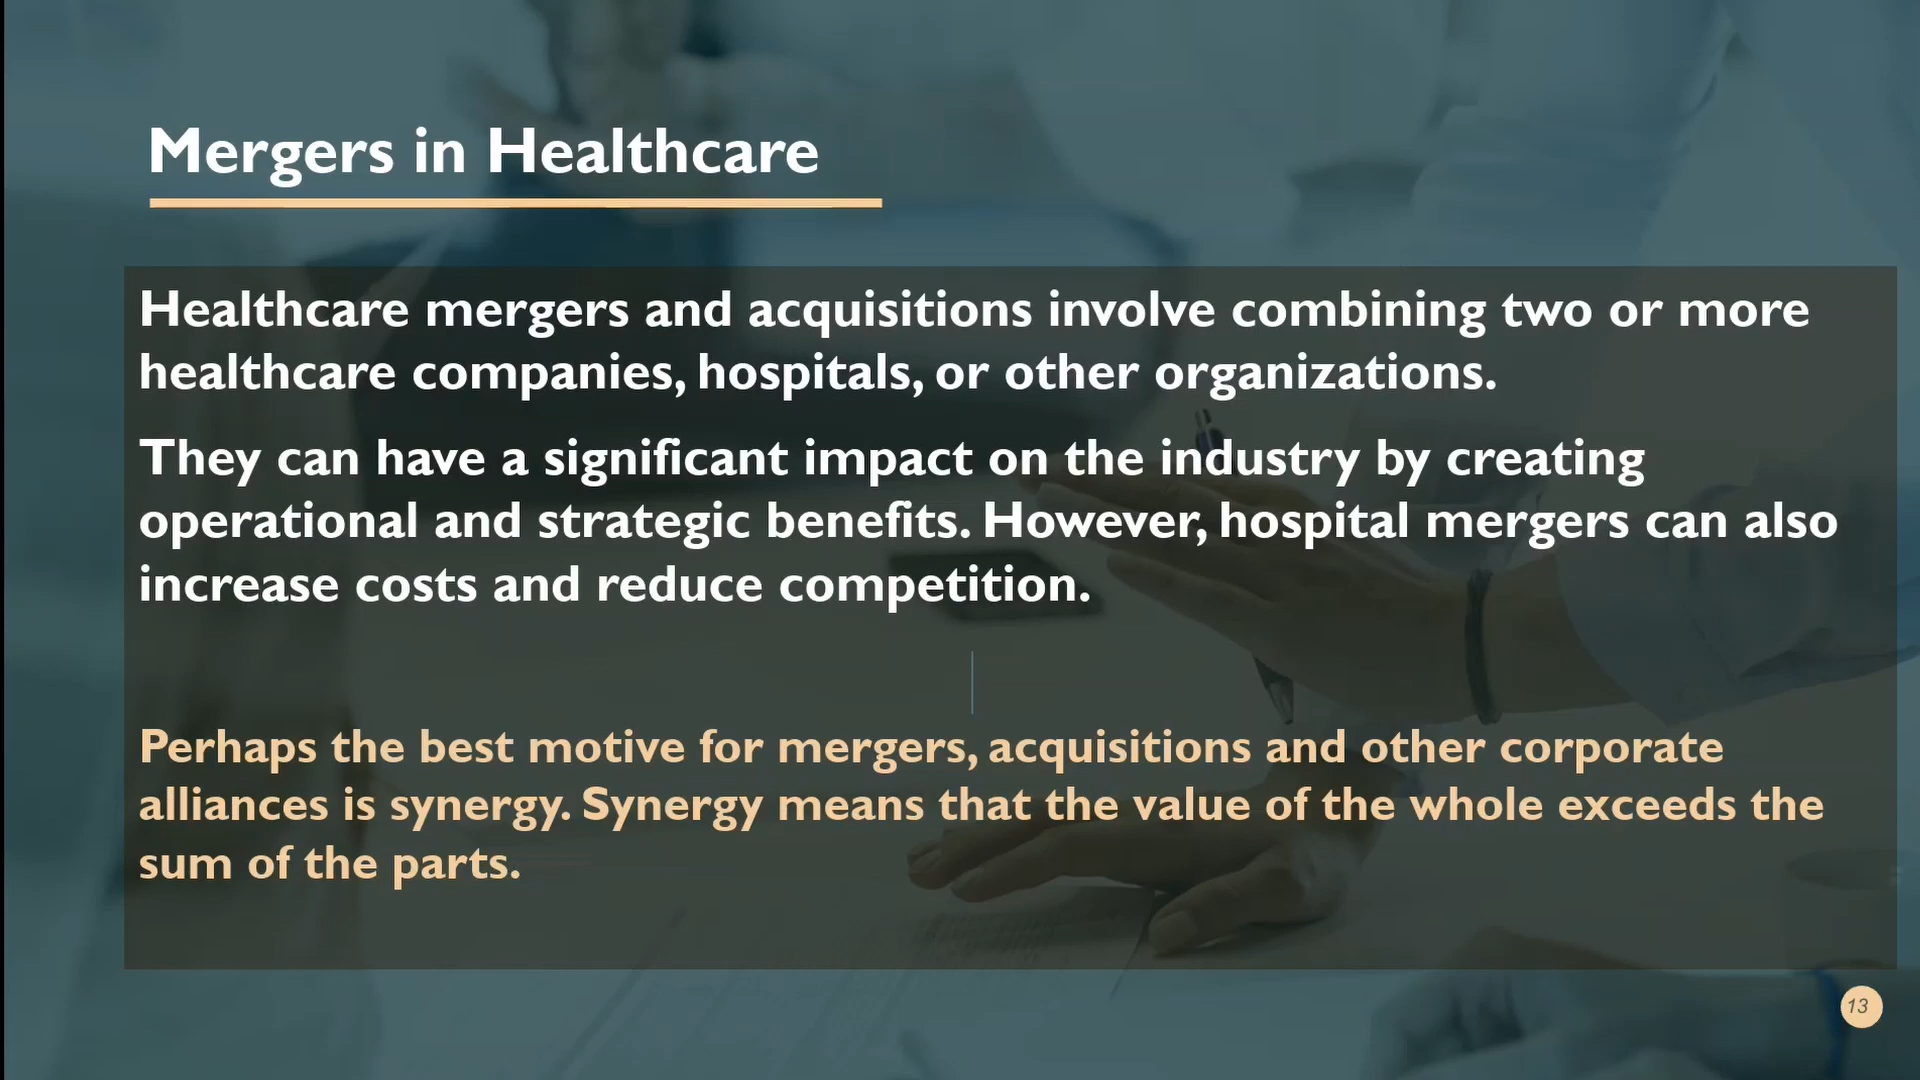 Mergers in Healthcare
Healthcare mergers and acquisitions involve combining two or more
healthcare companies, hospitals, or other organizations.
They can have a significant impact on the industry by creating
operational and strategic benefits. However, hospital mergers can also
increase costs and reduce competition.
Perhaps the best motive for mergers, acquisitions and other corporate
alliances is synergy. Synergy means that the value of the whole exceeds the
sum of the parts.
13